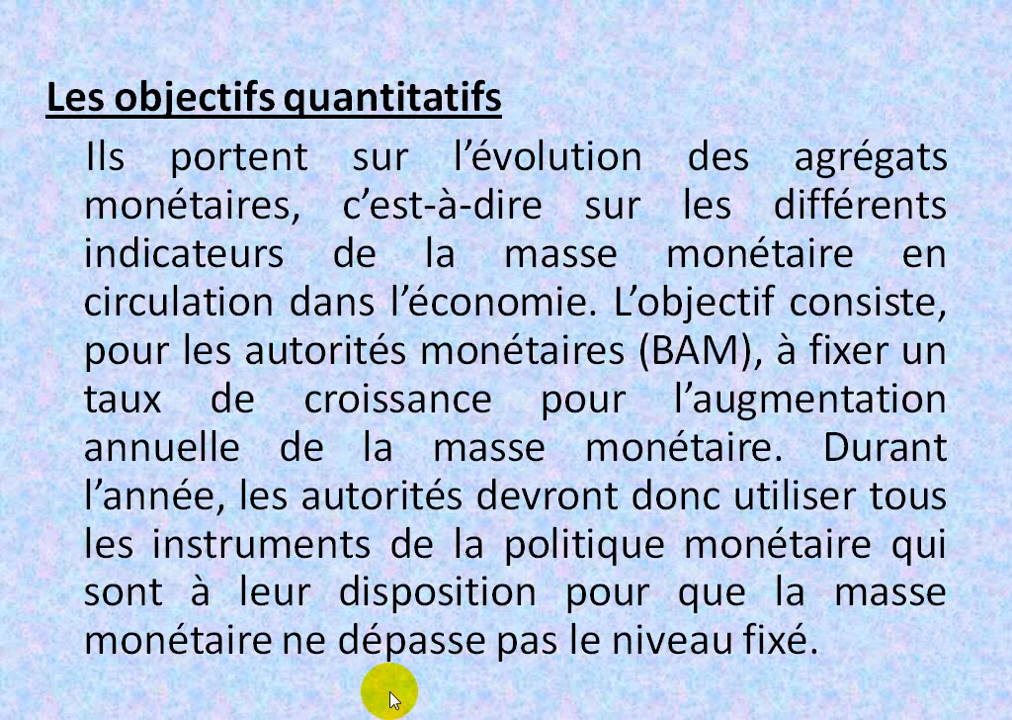 Les objectifs quantitatifs
Ils portent sur l’évolution des agrégats
monétaires, c’est-à-dire sur les différents
indicateurs de la masse monétaire en
circulation dans l’économie. L’objectif consiste,
pour les autorités monétaires (BAM), à fixer un
taux de croissance pour l’augmentation
annuelle de la masse monétaire. Durant
l’année, les autorités devront donc utiliser tous
les instruments de la politique monétaire qui
sont à leur disposition pour que la masse
monétaire ne dépasse pas le niveau fixé.